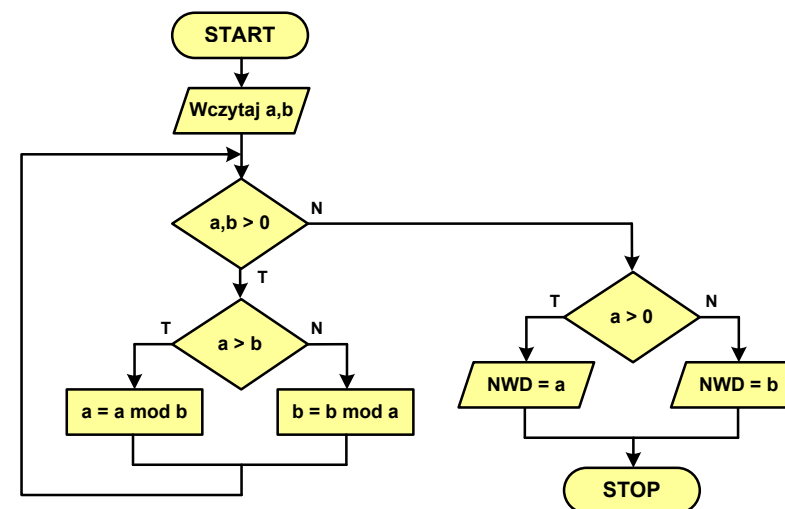 START
Wczytaj a,b
a,b > 0
N
T
a > b
T
N
a = a mod b
b = b mod a
a > 0
T
N
NWD = a
NWD = b
STOP